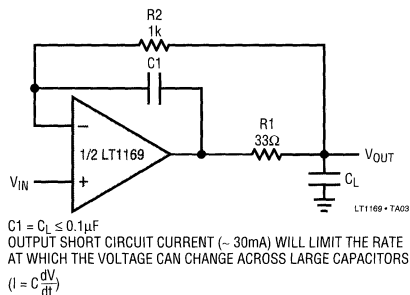 R2
1k
C1
R1
33Ω
−
1/2 LT1169
+
VIN
VOUT
CL
LT1169 • TA03
C1 = CL ≤ 0.1µF
OUTPUT SHORT CIRCUIT CURRENT (~ 30mA) WILL LIMIT THE RATE
AT WHICH THE VOLTAGE CAN CHANGE ACROSS LARGE CAPACITORS
(I = C dV/dt)